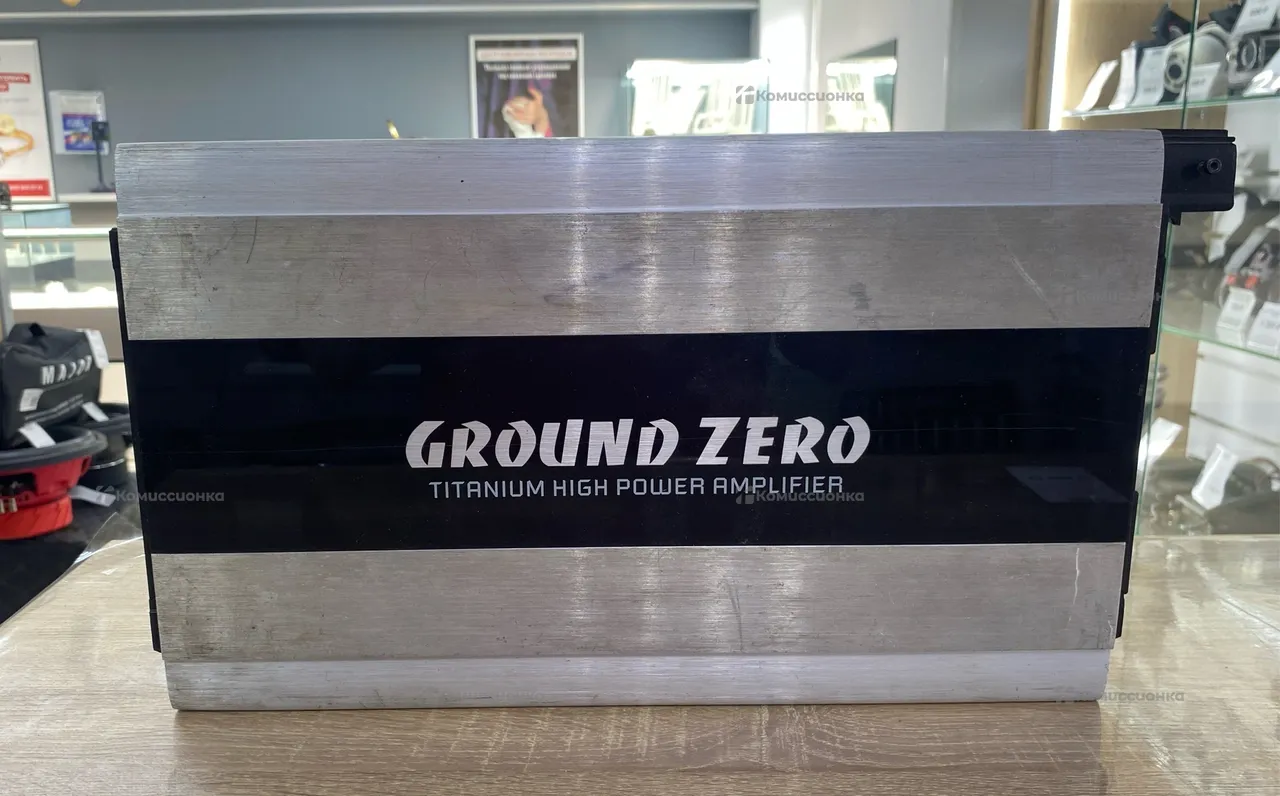 Комиссионка
GROUND ZERO
TITANIUM HIGH POWER AMPLIFIER
Комиссионка
Комиссионка
Комиссионка